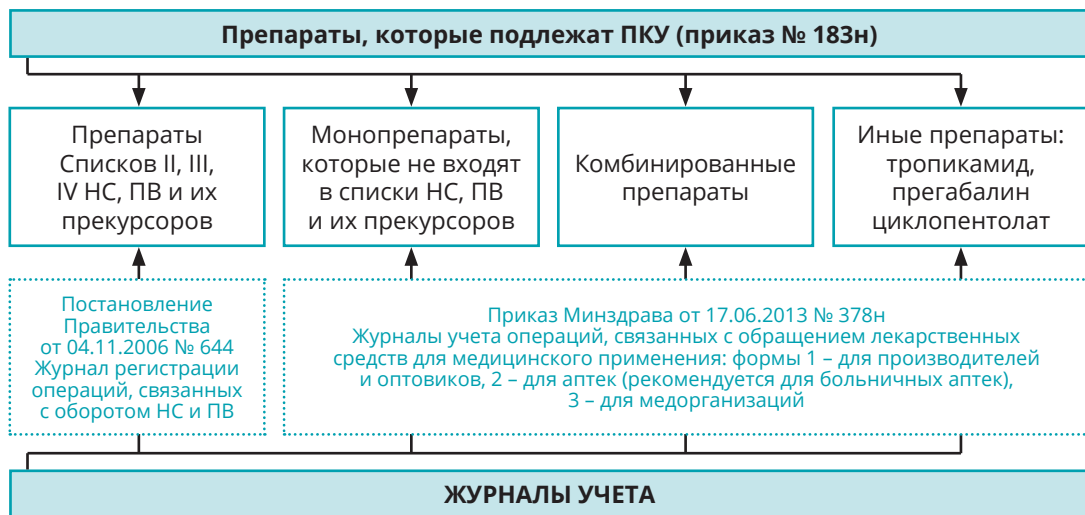 Препараты, которые подлежат ПКУ (приказ № 183н)
Препараты
Списков II, III,
IV НС, ПВ и их
прекурсоров
Монопрепараты,
которые не входят
в списки НС, ПВ
и их прекурсоров
Комбинированные
препараты
Иные препараты:
тропикамид,
прегабалин
циклопентолат
Постановление
Правительства
от 04.11.2006 № 644
Журнал регистрации
операций, связанных
с оборотом НС и ПВ
Приказ Минздрава от 17.06.2013 № 378н
Журналы учета операций, связанных с обращением лекарственных
средств для медицинского применения: формы 1 – для производителей
и оптовиков, 2 – для аптек (рекомендуется для больничных аптек),
3 – для медорганизаций
ЖУРНАЛЫ УЧЕТА